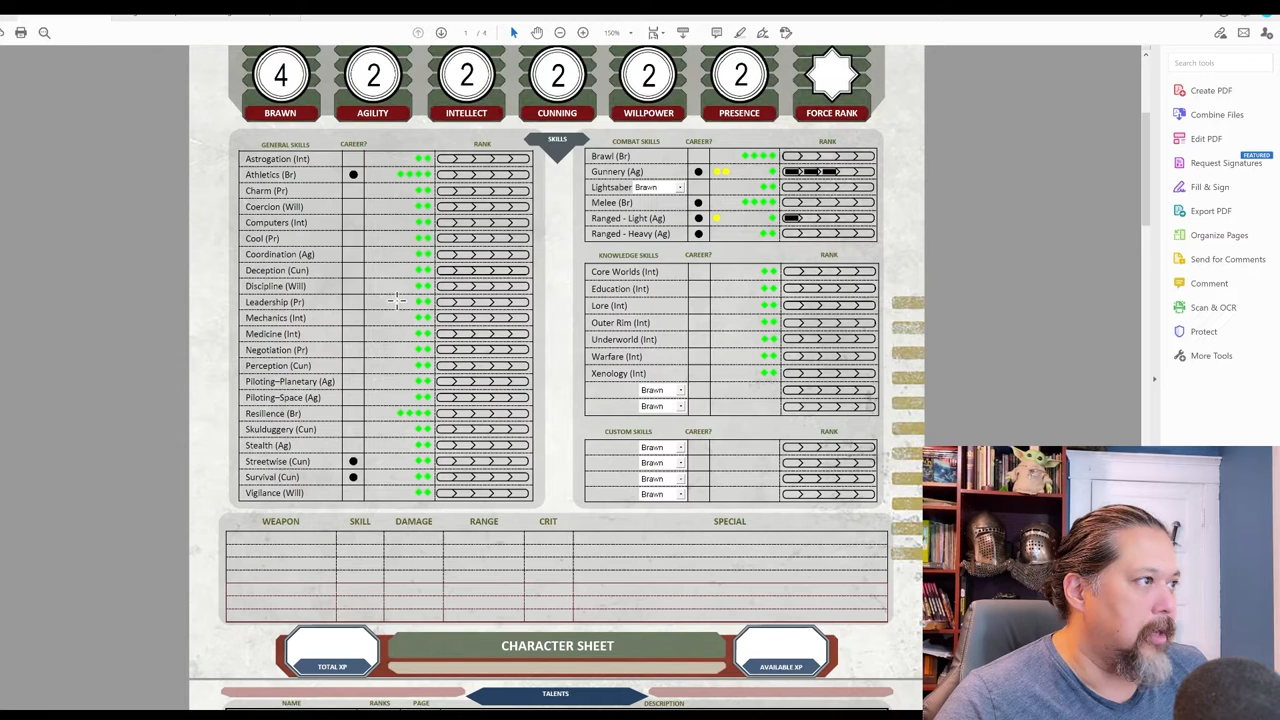 1 / 4
150%
Search tools
4
2
2
2
2
2
BRAWN
AGILITY
INTELLECT
CUNNING
WILLPOWER
PRESENCE
FORCE RANK
SKILLS
GENERAL SKILLS CAREER? RANK
Astrogation (Int)
Athletics (Br)
Charm (Pr)
Coercion (Will)
Computers (Int)
Cool (Pr)
Coordination (Ag)
Deception (Cun)
Discipline (Will)
Leadership (Pr)
Mechanics (Int)
Medicine (Int)
Negotiation (Pr)
Perception (Cun)
Piloting–Planetary (Ag)
Piloting–Space (Ag)
Resilience (Br)
Skulduggery (Cun)
Stealth (Ag)
Streetwise (Cun)
Survival (Cun)
Vigilance (Will)
COMBAT SKILLS CAREER? RANK
Brawl (Br)
Gunnery (Ag)
Lightsaber Brawn
Melee (Br)
Ranged - Light (Ag)
Ranged - Heavy (Ag)
KNOWLEDGE SKILLS CAREER? RANK
Core Worlds (Int)
Education (Int)
Lore (Int)
Outer Rim (Int)
Underworld (Int)
Warfare (Int)
Xenology (Int)
Brawn
Brawn
CUSTOM SKILLS CAREER? RANK
Brawn
Brawn
Brawn
Brawn
WEAPON SKILL DAMAGE RANGE CRIT SPECIAL
TOTAL XP
CHARACTER SHEET
AVAILABLE XP
TALENTS
NAME RANKS PAGE DESCRIPTION
Create PDF
Combine Files
Edit PDF
FEATURED
Request Signatures
Fill & Sign
Export PDF
Organize Pages
Send for Comments
Comment
Scan & OCR
Protect
More Tools